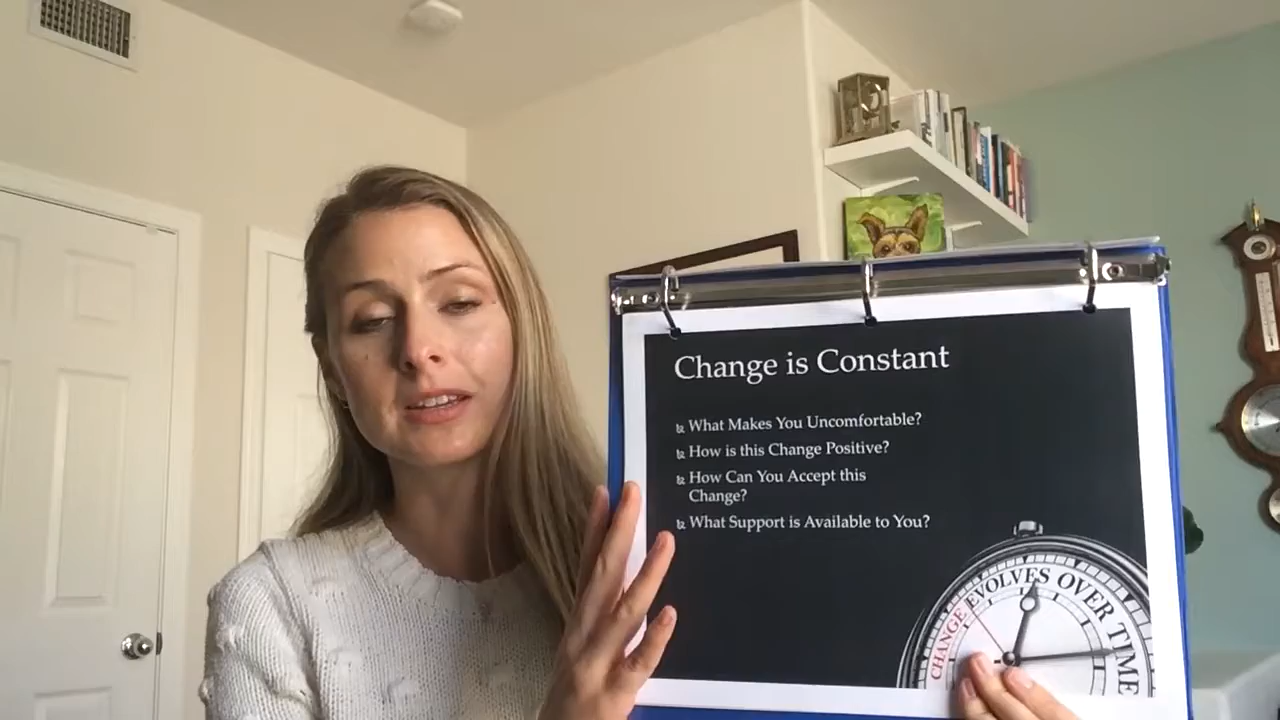 Change is Constant
What Makes You Uncomfortable?
How is this Change Positive?
How Can You Accept this
Change?
What Support is Available to You?
CHANGE EVOLVES OVER TIME